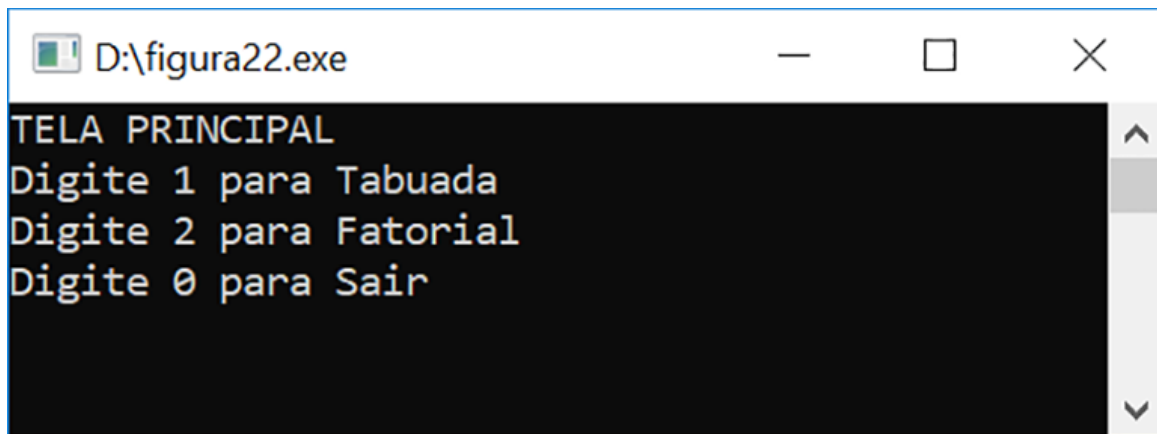 D:\figura22.exe
TELA PRINCIPAL
Digite 1 para Tabuada
Digite 2 para Fatorial
Digite 0 para Sair